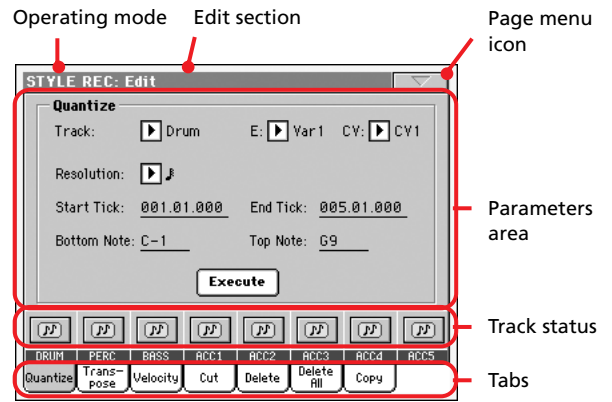 Operating mode Edit section Page menu icon
STYLE REC: Edit
Quantize
Track: Drum E: Var1 CV: CV1
Resolution:
Start Tick: 001.01.000 End Tick: 005.01.000
Bottom Note: C-1 Top Note: G9
Execute
Parameters area
Track status
DRUM PERC BASS ACC1 ACC2 ACC3 ACC4 ACC5
Quantize Trans-pose Velocity Cut Delete Delete All Copy
Tabs